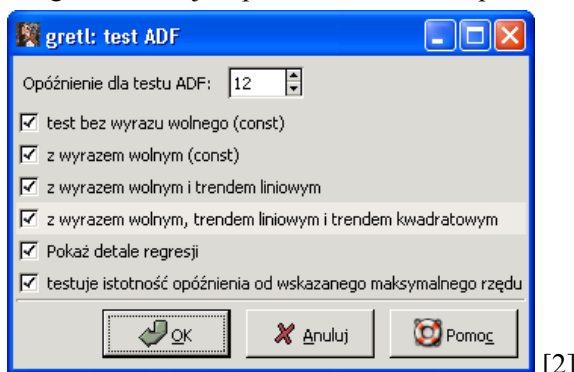 gretl: test ADF
Opóźnienie dla testu ADF: 12
test bez wyrazu wolnego (const)
z wyrazem wolnym (const)
z wyrazem wolnym i trendem liniowym
z wyrazem wolnym, trendem liniowym i trendem kwadratowym
Pokaż detale regresji
testuje istotność opóźnienia od wskazanego maksymalnego rzędu
OK Anuluj Pomoc
[2]